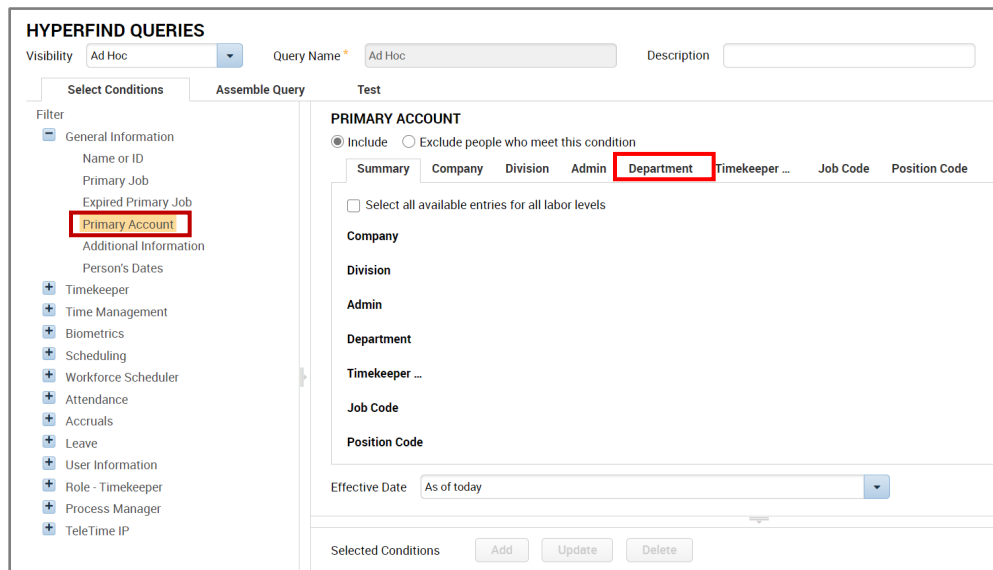 HYPERFIND QUERIES
Visibility Ad Hoc Query Name * Ad Hoc Description
Select Conditions Assemble Query Test
Filter
General Information
Name or ID
Primary Job
Expired Primary Job
Primary Account
Additional Information
Person's Dates
Timekeeper
Time Management
Biometrics
Scheduling
Workforce Scheduler
Attendance
Accruals
Leave
User Information
Role - Timekeeper
Process Manager
TeleTime IP
PRIMARY ACCOUNT
Include Exclude people who meet this condition
Summary Company Division Admin Department Timekeeper ... Job Code Position Code
Select all available entries for all labor levels
Company
Division
Admin
Department
Timekeeper ...
Job Code
Position Code
Effective Date As of today
Selected Conditions Add Update Delete